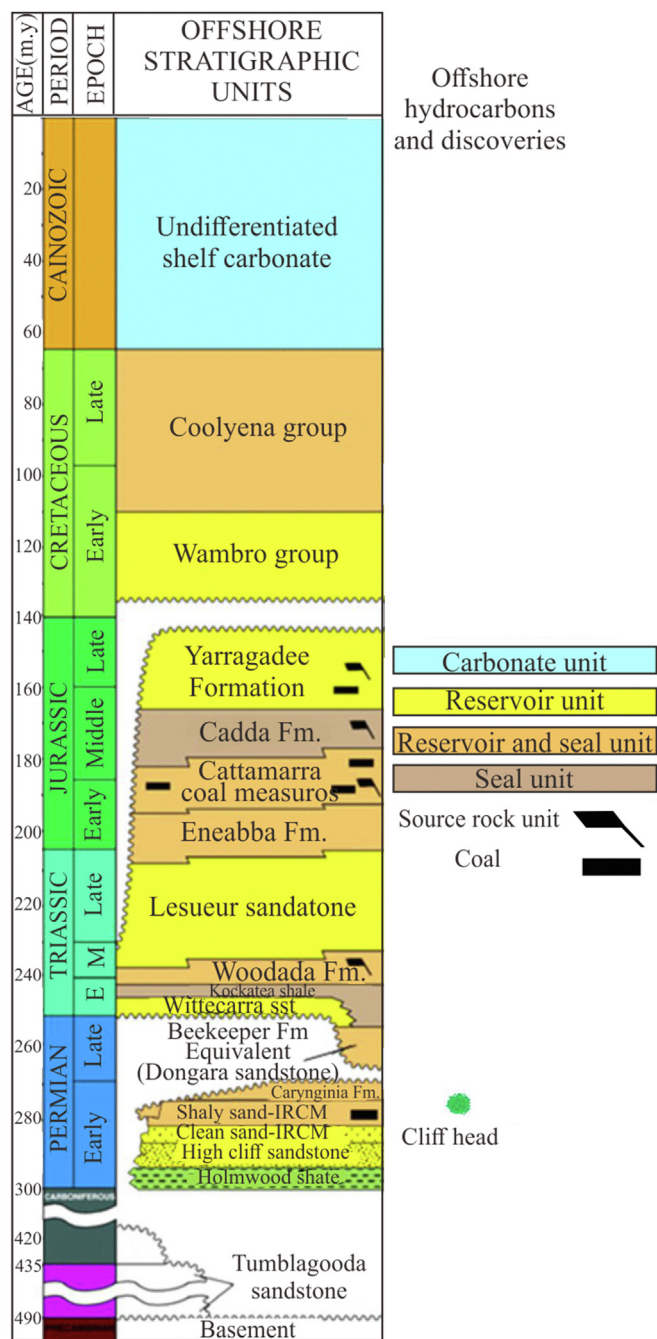 AGE(m.y)
PERIOD
EPOCH
OFFSHORE
STRATIGRAPHIC
UNITS
Offshore
hydrocarbons
and discoveries
20
40
60
80
100
120
140
160
180
200
220
240
260
280
300
420
435
490
CAINOZOIC
CRETACEOUS
JURASSIC
TRIASSIC
PERMIAN
CARBONIFEROUS
PRECAMBRIAN
Late
Early
Late
Middle
Early
Late
M
E
Late
Early
Undifferentiated
shelf carbonate
Coolyena group
Wambro group
Yarragadee
Formation
Cadda Fm.
Cattamarra
coal measuros
Eneabba Fm.
Lesueur sandatone
Woodada Fm.
Kockatea shale
Wittecarra sst
Beekeeper Fm
Equivalent
(Dongara sandstone)
Carynginia Fm.
Shaly sand-IRCM
Clean sand-IRCM
High cliff sandstone
Holmwood shate
Tumblagooda
sandstone
Basement
Carbonate unit
Reservoir unit
Reservoir and seal unit
Seal unit
Source rock unit
Coal
Cliff head